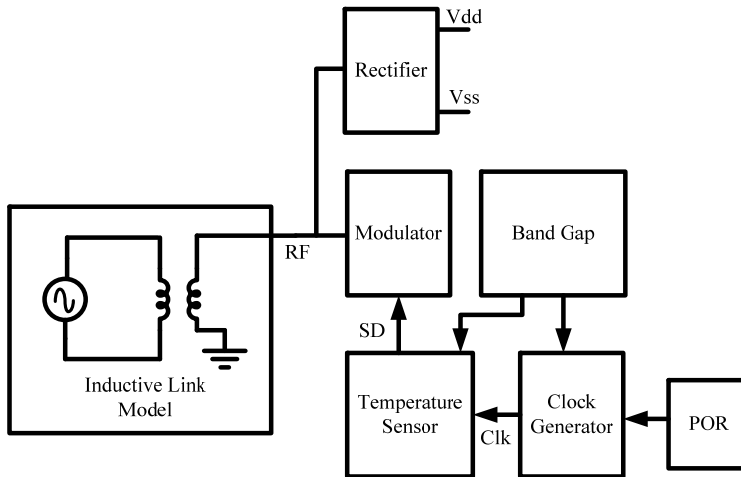 Vdd
Rectifier
Vss
Modulator
Band Gap
RF
SD
Inductive Link
Model
Temperature
Sensor
Clk
Clock
Generator
POR